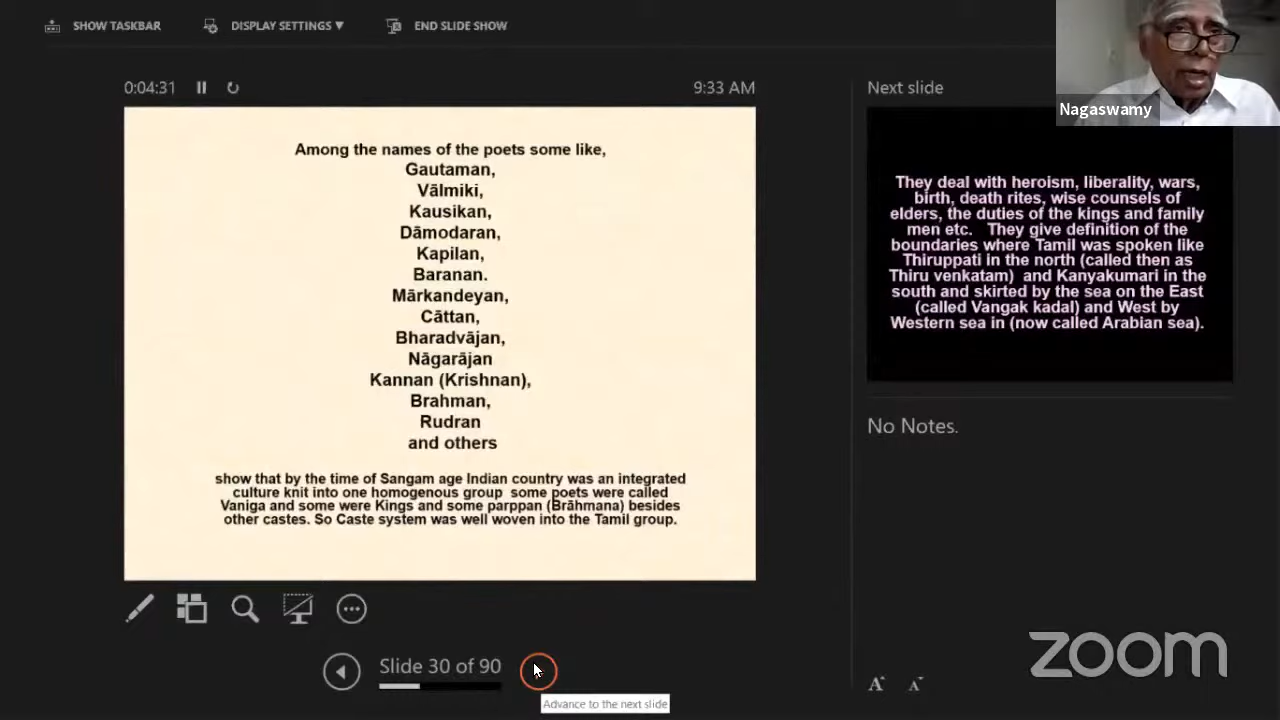 SHOW TASKBAR
DISPLAY SETTINGS ▼
END SLIDE SHOW
0:04:31
9:33 AM
Among the names of the poets some like,
Gautaman,
Vālmiki,
Kausikan,
Dāmodaran,
Kapilan,
Baranan.
Mārkandeyan,
Cāttan,
Bharadvājan,
Nāgarājan
Kannan (Krishnan),
Brahman,
Rudran
and others
show that by the time of Sangam age Indian country was an integrated
culture knit into one homogenous group some poets were called
Vaniga and some were Kings and some parppan (Brāhmana) besides
other castes. So Caste system was well woven into the Tamil group.
Slide 30 of 90
Advance to the next slide
Next slide
Nagaswamy
They deal with heroism, liberality, wars,
birth, death rites, wise counsels of
elders, the duties of the kings and family
men etc. They give definition of the
boundaries where Tamil was spoken like
Thiruppati in the north (called then as
Thiru venkatam) and Kanyakumari in the
south and skirted by the sea on the East
(called Vangak kadal) and West by
Western sea in (now called Arabian sea).
No Notes.
A A
zoom